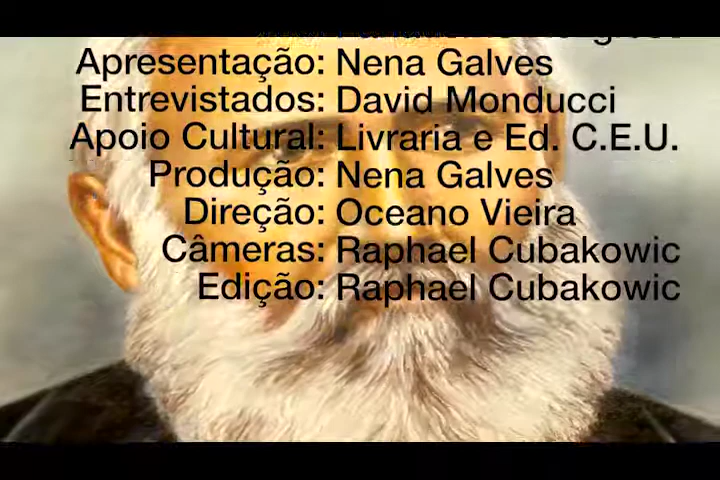 Apresentação: Nena Galves
Entrevistados: David Monducci
Apoio Cultural: Livraria e Ed. C.E.U.
Produção: Nena Galves
Direção: Oceano Vieira
Câmeras: Raphael Cubakowic
Edição: Raphael Cubakowic